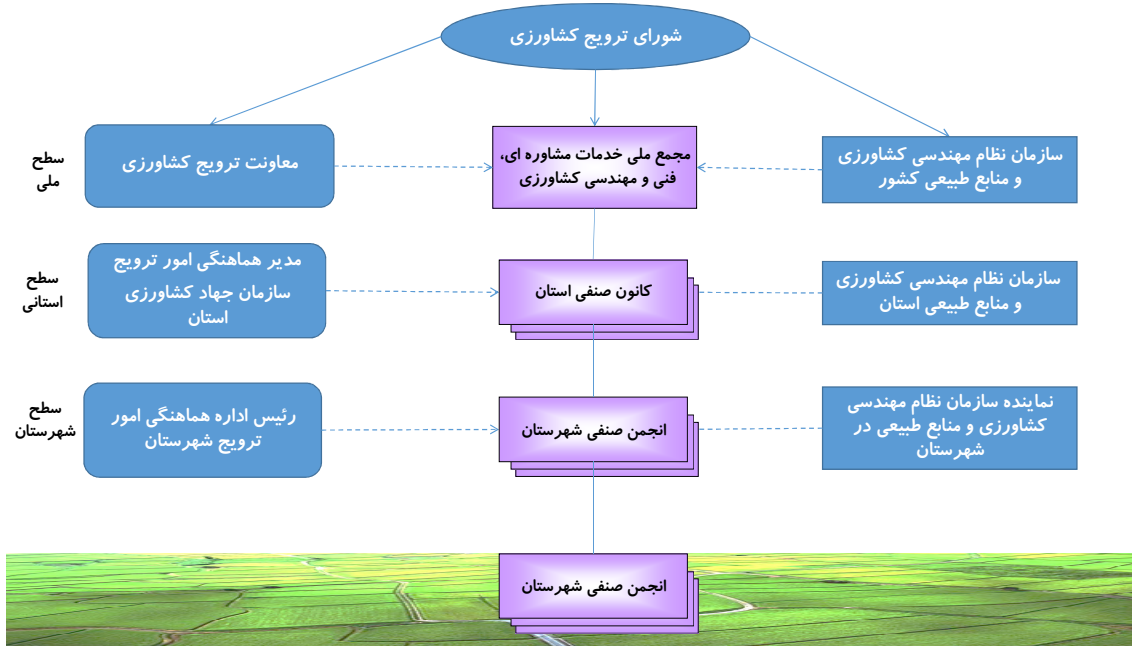 شورای ترویج کشاورزی
سطح
ملی
سازمان نظام مهندسی کشاورزی
و منابع طبیعی کشور
مجمع ملی خدمات مشاوره ای،
فنی و مهندسی کشاورزی
معاونت ترویج کشاورزی
سطح
استانی
سازمان نظام مهندسی کشاورزی
و منابع طبیعی استان
کانون صنفی استان
مدیر هماهنگی امور ترویج
سازمان جهاد کشاورزی
استان
سطح
شهرستان
نماینده سازمان نظام مهندسی
کشاورزی و منابع طبیعی در
شهرستان
انجمن صنفی شهرستان
رئیس اداره هماهنگی امور
ترویج شهرستان
انجمن صنفی شهرستان